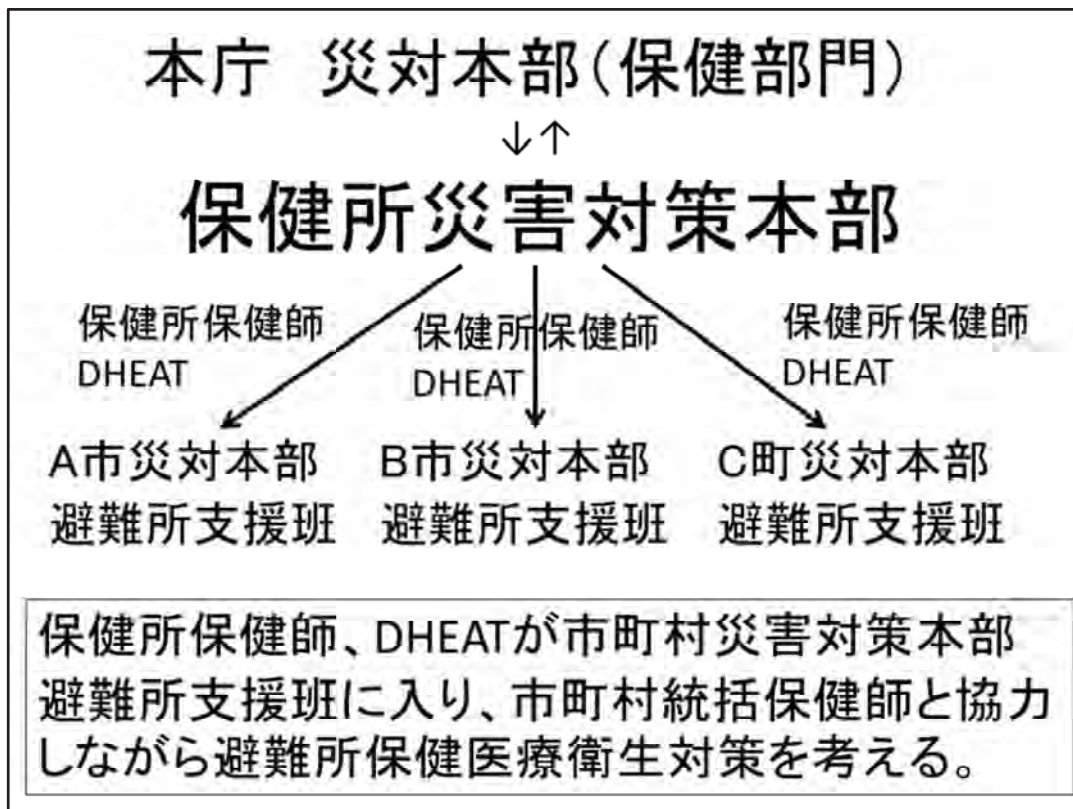 本庁 災対本部(保健部門)
↓↑
保健所災害対策本部
保健所保健師
DHEAT
保健所保健師
DHEAT
保健所保健師
DHEAT
A市災対本部
避難所支援班
B市災対本部
避難所支援班
C町災対本部
避難所支援班
保健所保健師、DHEATが市町村災害対策本部
避難所支援班に入り、市町村統括保健師と協力
しながら避難所保健医療衛生対策を考える。